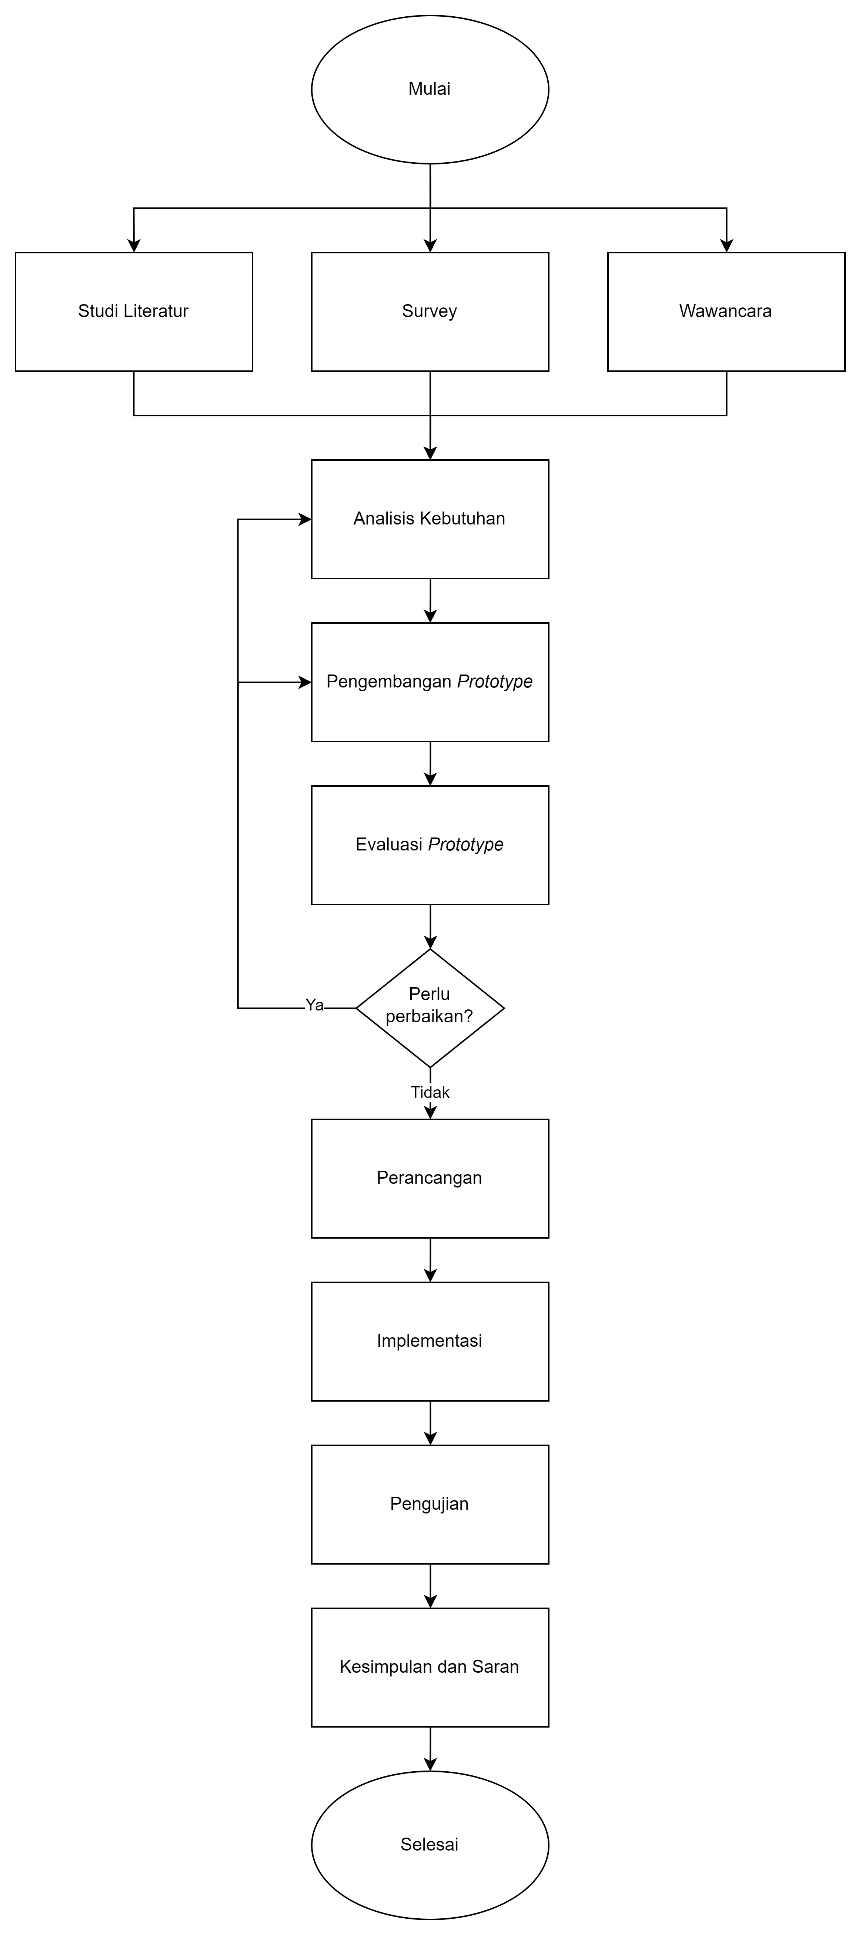 Mulai
Studi Literatur
Survey
Wawancara
Analisis Kebutuhan
Pengembangan Prototype
Evaluasi Prototype
Perlu
perbaikan?
Ya
Tidak
Perancangan
Implementasi
Pengujian
Kesimpulan dan Saran
Selesai